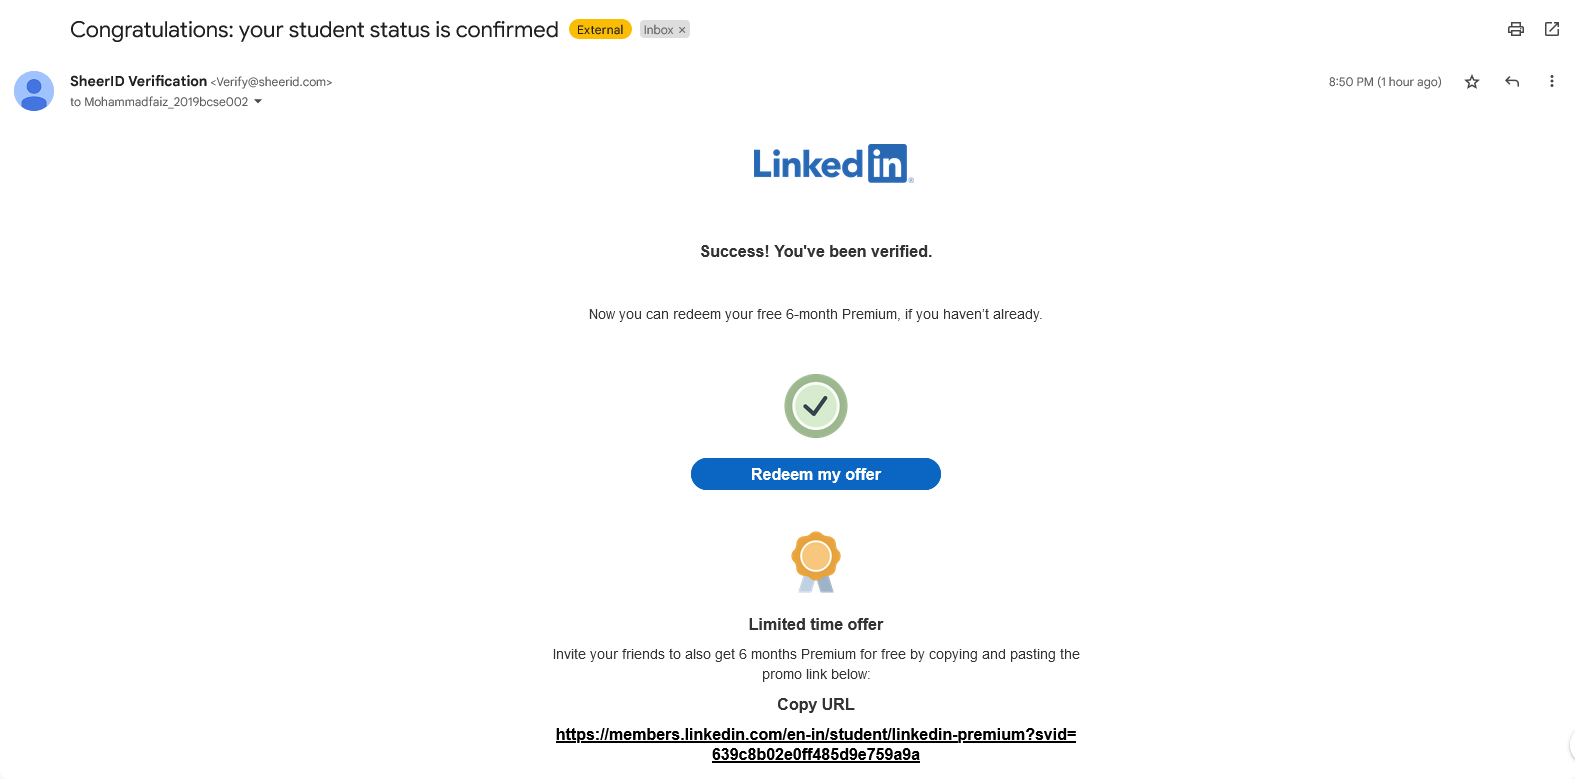 Congratulations: your student status is confirmed External Inbox ×
SheerID Verification <Verify@sheerid.com> 8:50 PM (1 hour ago)
to Mohammadfaiz_2019bcse002
Linked in®
Success! You've been verified.
Now you can redeem your free 6-month Premium, if you haven’t already.
Redeem my offer
Limited time offer
Invite your friends to also get 6 months Premium for free by copying and pasting the
promo link below:
Copy URL
https://members.linkedin.com/en-in/student/linkedin-premium?svid=
639c8b02e0ff485d9e759a9a